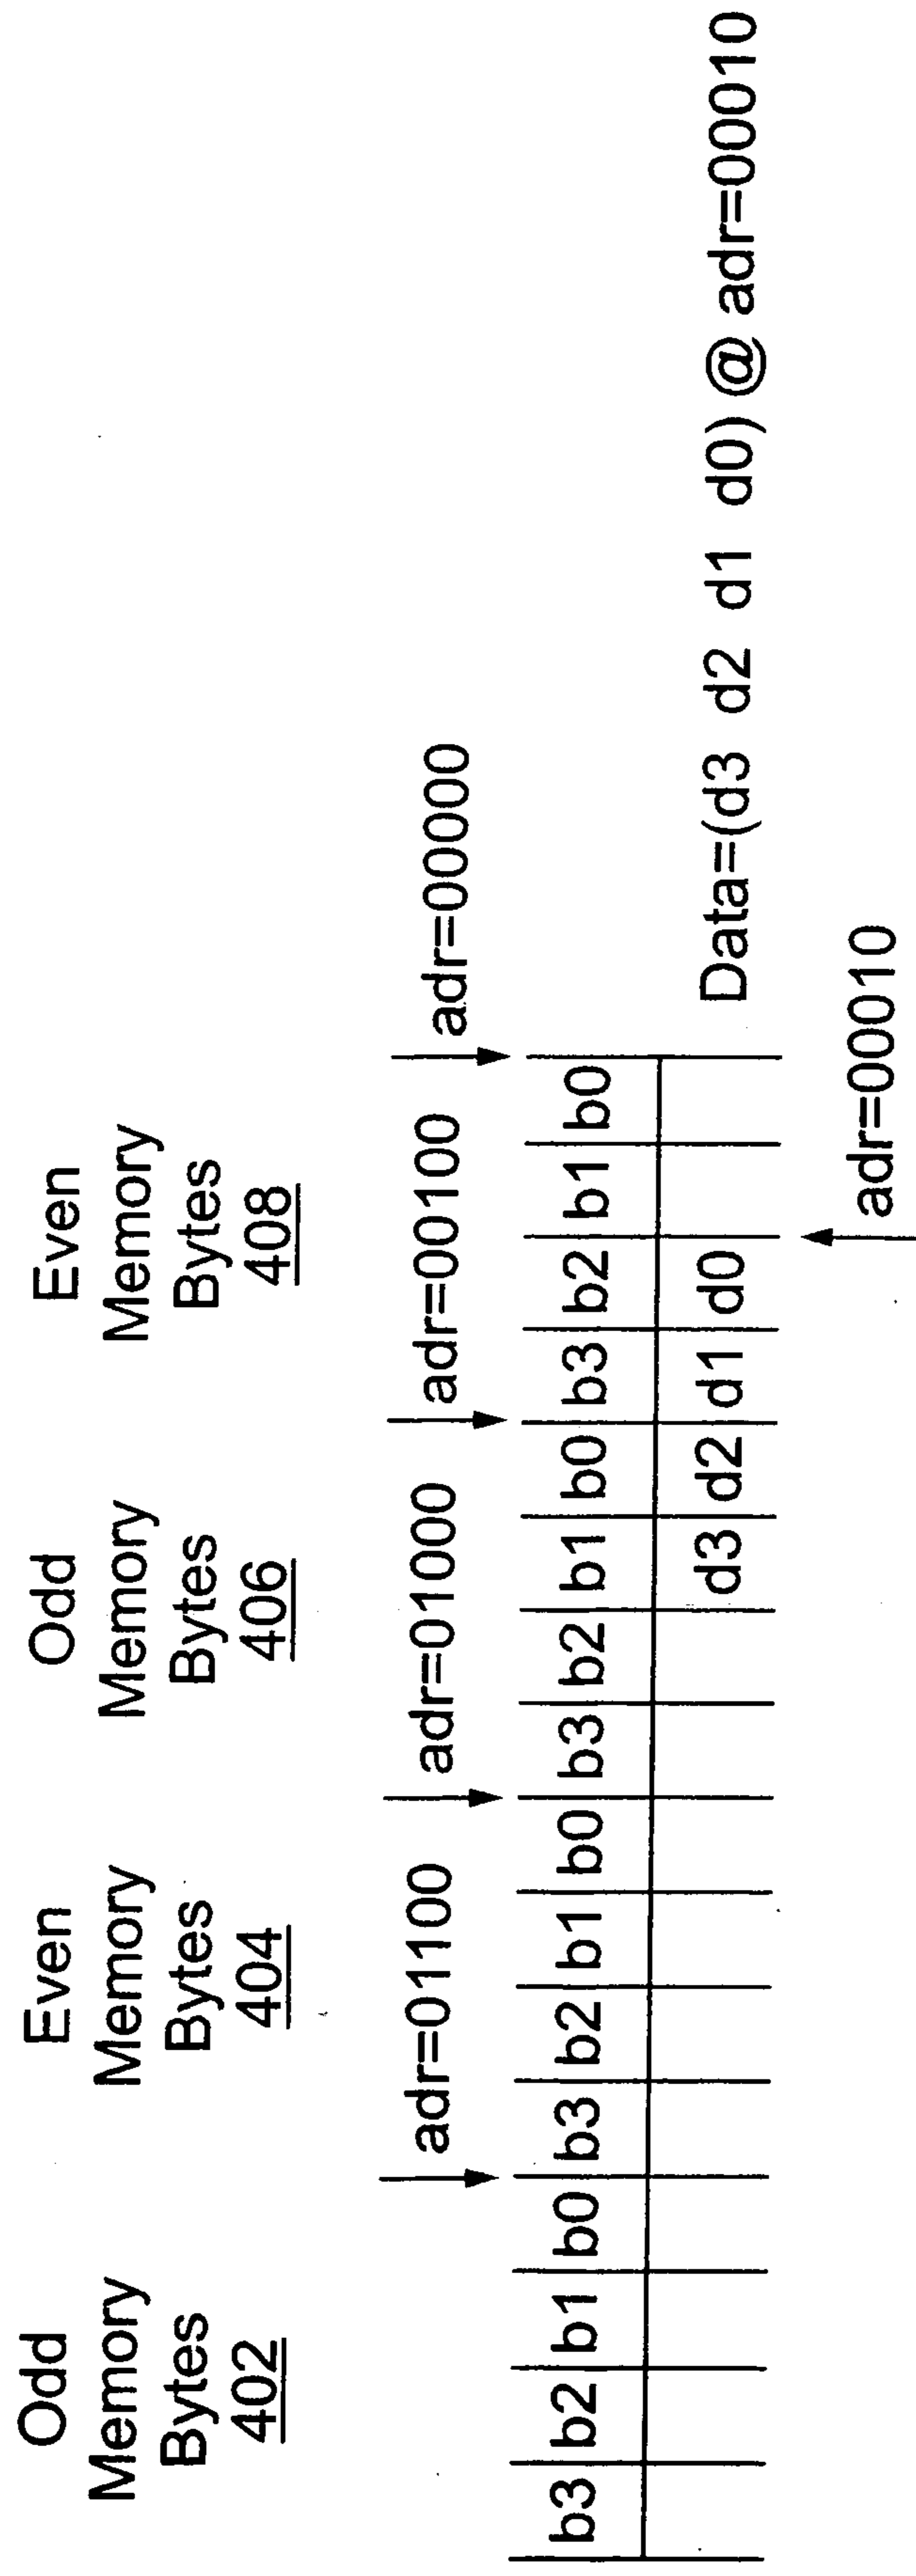 Odd
Memory
Bytes
402
Even
Memory
Bytes
404
Odd
Memory
Bytes
406
Even
Memory
Bytes
408
adr=01100
adr=01000
adr=00100
adr=00000
b3 b2 b1 b0 b3 b2 b1 b0 b3 b2 b1 b0 b3 b2 b1 b0
d3 d2 d1 d0
Data=(d3 d2 d1 d0) @ adr=00010
adr=00010